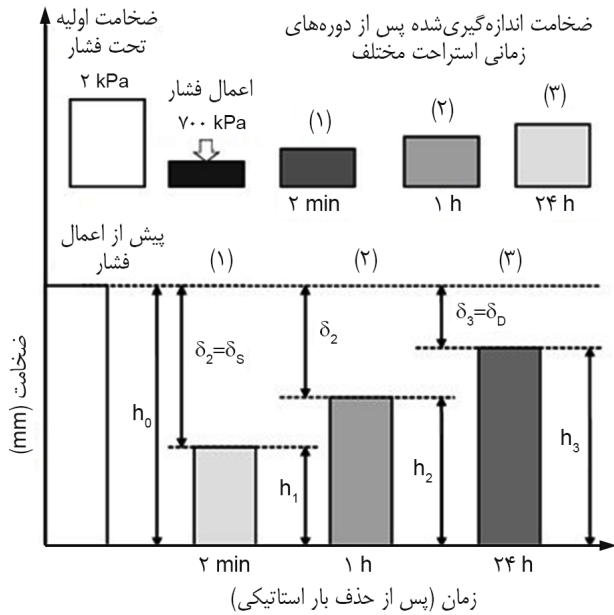 ضخامت اولیه
تحت فشار
۲ kPa
اعمال فشار
۷۰۰ kPa
ضخامت اندازه‌گیری‌شده پس از دوره‌های
زمانی استراحت مختلف
(۱)
(۲)
(۳)
۲ min
۱ h
۲۴ h
پیش از اعمال
فشار
(۱)
(۲)
(۳)
δ₂=δ_S
δ₂
δ₃=δ_D
h₀
h₁
h₂
h₃
ضخامت (mm)
۲ min
۱ h
۲۴ h
زمان (پس از حذف بار استاتیکی)